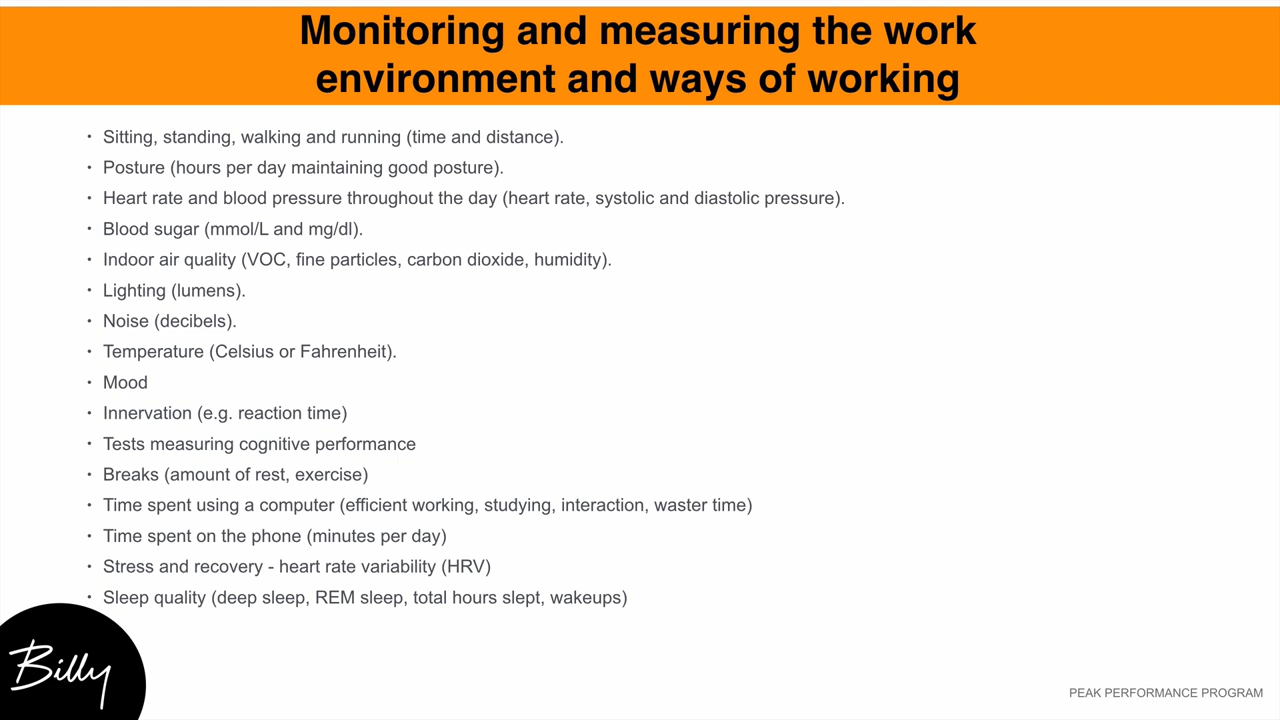 Monitoring and measuring the work
environment and ways of working
· Sitting, standing, walking and running (time and distance).
· Posture (hours per day maintaining good posture).
· Heart rate and blood pressure throughout the day (heart rate, systolic and diastolic pressure).
· Blood sugar (mmol/L and mg/dl).
· Indoor air quality (VOC, fine particles, carbon dioxide, humidity).
· Lighting (lumens).
· Noise (decibels).
· Temperature (Celsius or Fahrenheit).
· Mood
· Innervation (e.g. reaction time)
· Tests measuring cognitive performance
· Breaks (amount of rest, exercise)
· Time spent using a computer (efficient working, studying, interaction, waster time)
· Time spent on the phone (minutes per day)
· Stress and recovery - heart rate variability (HRV)
· Sleep quality (deep sleep, REM sleep, total hours slept, wakeups)
Billy
PEAK PERFORMANCE PROGRAM